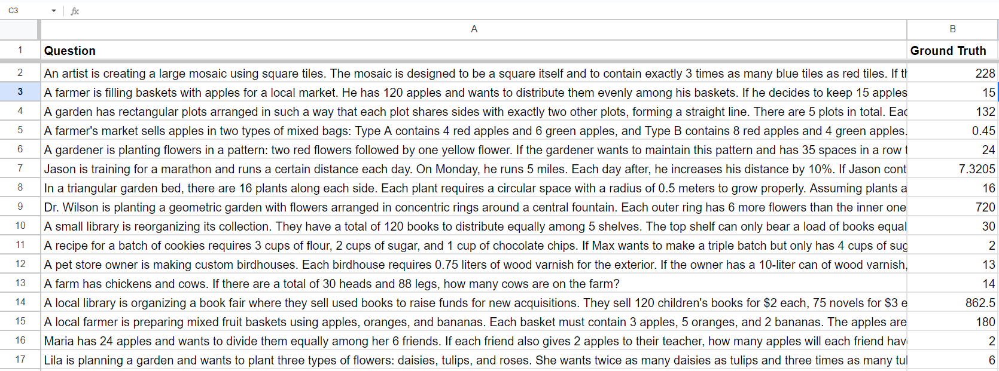 C3 fx
A B
1 Question Ground Truth
2 An artist is creating a large mosaic using square tiles. The mosaic is designed to be a square itself and to contain exactly 3 times as many blue tiles as red tiles. If 228
3 A farmer is filling baskets with apples for a local market. He has 120 apples and wants to distribute them evenly among his baskets. If he decides to keep 15 apples 15
4 A garden has rectangular plots arranged in such a way that each plot shares sides with exactly two other plots, forming a straight line. There are 5 plots in total. 132
5 A farmer's market sells apples in two types of mixed bags: Type A contains 4 red apples and 6 green apples, and Type B contains 8 red apples and 4 green apples. 0.45
6 A gardener is planting flowers in a pattern: two red flowers followed by one yellow flower. If the gardener wants to maintain this pattern and has 35 spaces in a row 24
7 Jason is training for a marathon and runs a certain distance each day. On Monday, he runs 5 miles. Each day after, he increases his distance by 10%. If Jason cont 7.3205
8 In a triangular garden bed, there are 16 plants along each side. Each plant requires a circular space with a radius of 0.5 meters to grow properly. Assuming plants a 16
9 Dr. Wilson is planting a geometric garden with flowers arranged in concentric rings around a central fountain. Each outer ring has 6 more flowers than the inner one 720
10 A small library is reorganizing its collection. They have a total of 120 books to distribute equally among 5 shelves. The top shelf can only bear a load of books equal 30
11 A recipe for a batch of cookies requires 3 cups of flour, 2 cups of sugar, and 1 cup of chocolate chips. If Max wants to make a triple batch but only has 4 cups of sug 2
12 A pet store owner is making custom birdhouses. Each birdhouse requires 0.75 liters of wood varnish for the exterior. If the owner has a 10-liter can of wood varnish, 13
13 A farm has chickens and cows. If there are a total of 30 heads and 88 legs, how many cows are on the farm? 14
14 A local library is organizing a book fair where they sell used books to raise funds for new acquisitions. They sell 120 children's books for $2 each, 75 novels for $3 e 862.5
15 A local farmer is preparing mixed fruit baskets using apples, oranges, and bananas. Each basket must contain 3 apples, 5 oranges, and 2 bananas. The apples are 180
16 Maria has 24 apples and wants to divide them equally among her 6 friends. If each friend also gives 2 apples to their teacher, how many apples will each friend hav 2
17 Lila is planning a garden and wants to plant three types of flowers: daisies, tulips, and roses. She wants twice as many daisies as tulips and three times as many tul 6